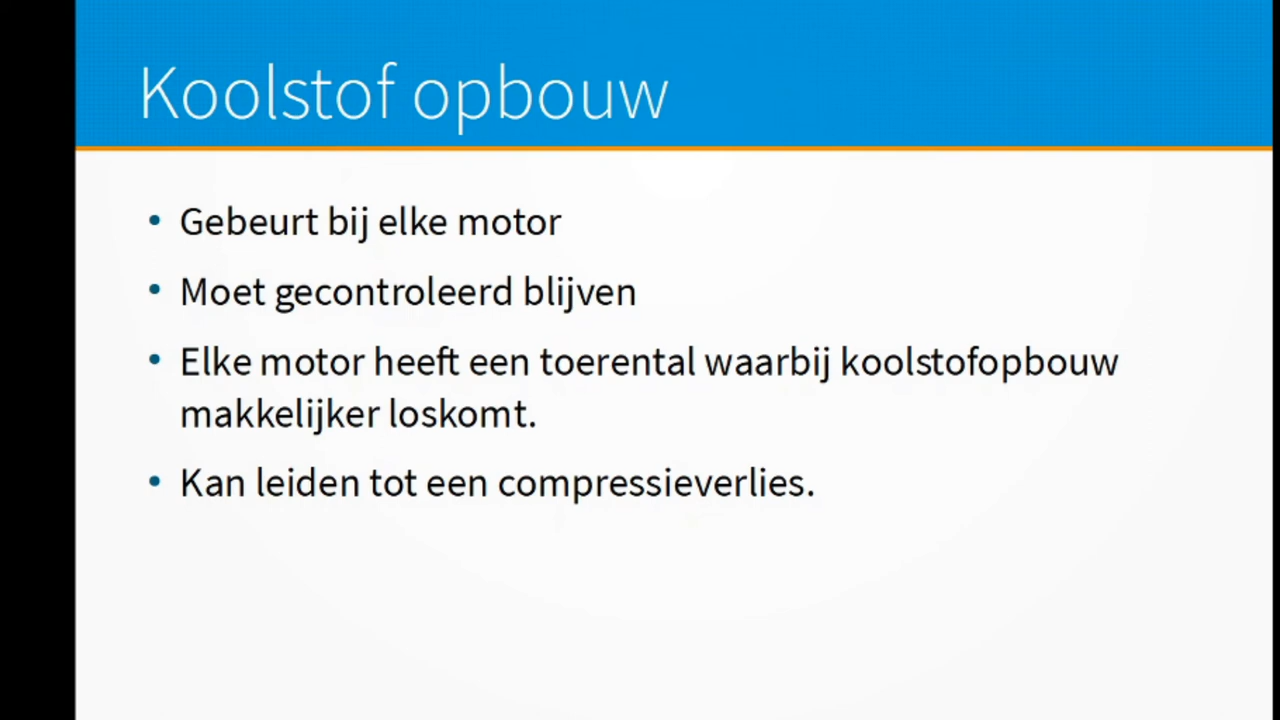 Koolstof opbouw
• Gebeurt bij elke motor
• Moet gecontroleerd blijven
• Elke motor heeft een toerental waarbij koolstofopbouw
makkelijker loskomt.
• Kan leiden tot een compressieverlies.